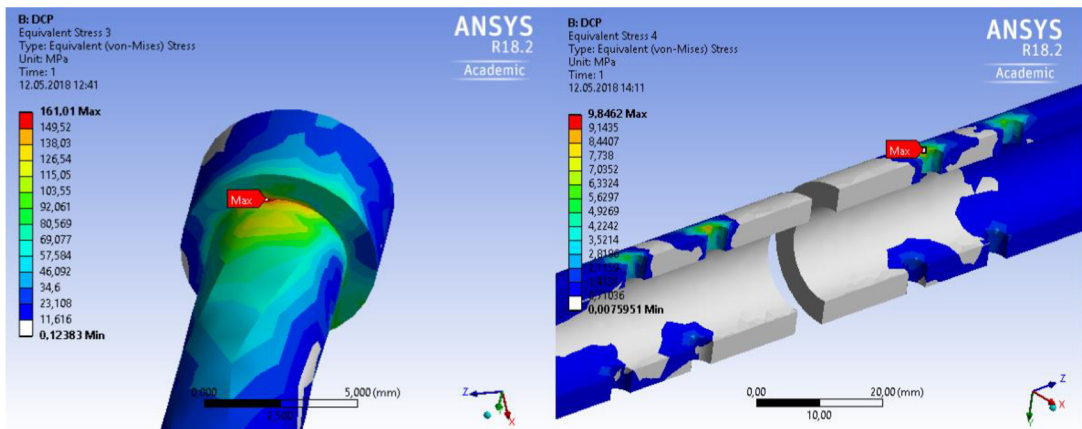 B: DCP
Equivalent Stress 3
Type: Equivalent (von-Mises) Stress
Unit: MPa
Time: 1
12.05.2018 12:41
ANSYS
R18.2
Academic
161,01 Max
149,52
138,03
126,54
115,05
103,55
92,061
80,569
69,077
57,584
46,092
34,6
23,108
11,616
0,12383 Min
Max
0,000
5,000 (mm)
2,500
Z
Y
X
B: DCP
Equivalent Stress 4
Type: Equivalent (von-Mises) Stress
Unit: MPa
Time: 1
12.05.2018 14:11
ANSYS
R18.2
Academic
9,8462 Max
9,1435
8,4407
7,738
7,0352
6,3324
5,6297
4,9269
4,2242
3,5214
0,0075951 Min
Max
0,00
20,00 (mm)
10,00
Z
X
Y